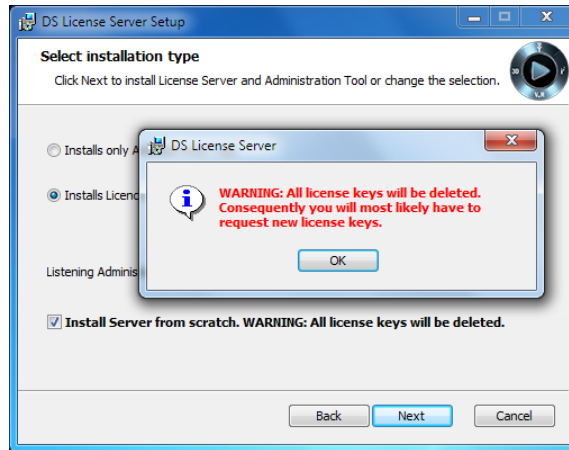 DS License Server Setup
Select installation type
Click Next to install License Server and Administration Tool or change the selection.
3D
V.R
Installs only A
DS License Server
WARNING: All license keys will be deleted.
Consequently you will most likely have to
request new license keys.
OK
Installs Licenc
Listening Adminis
Install Server from scratch. WARNING: All license keys will be deleted.
Back
Next
Cancel